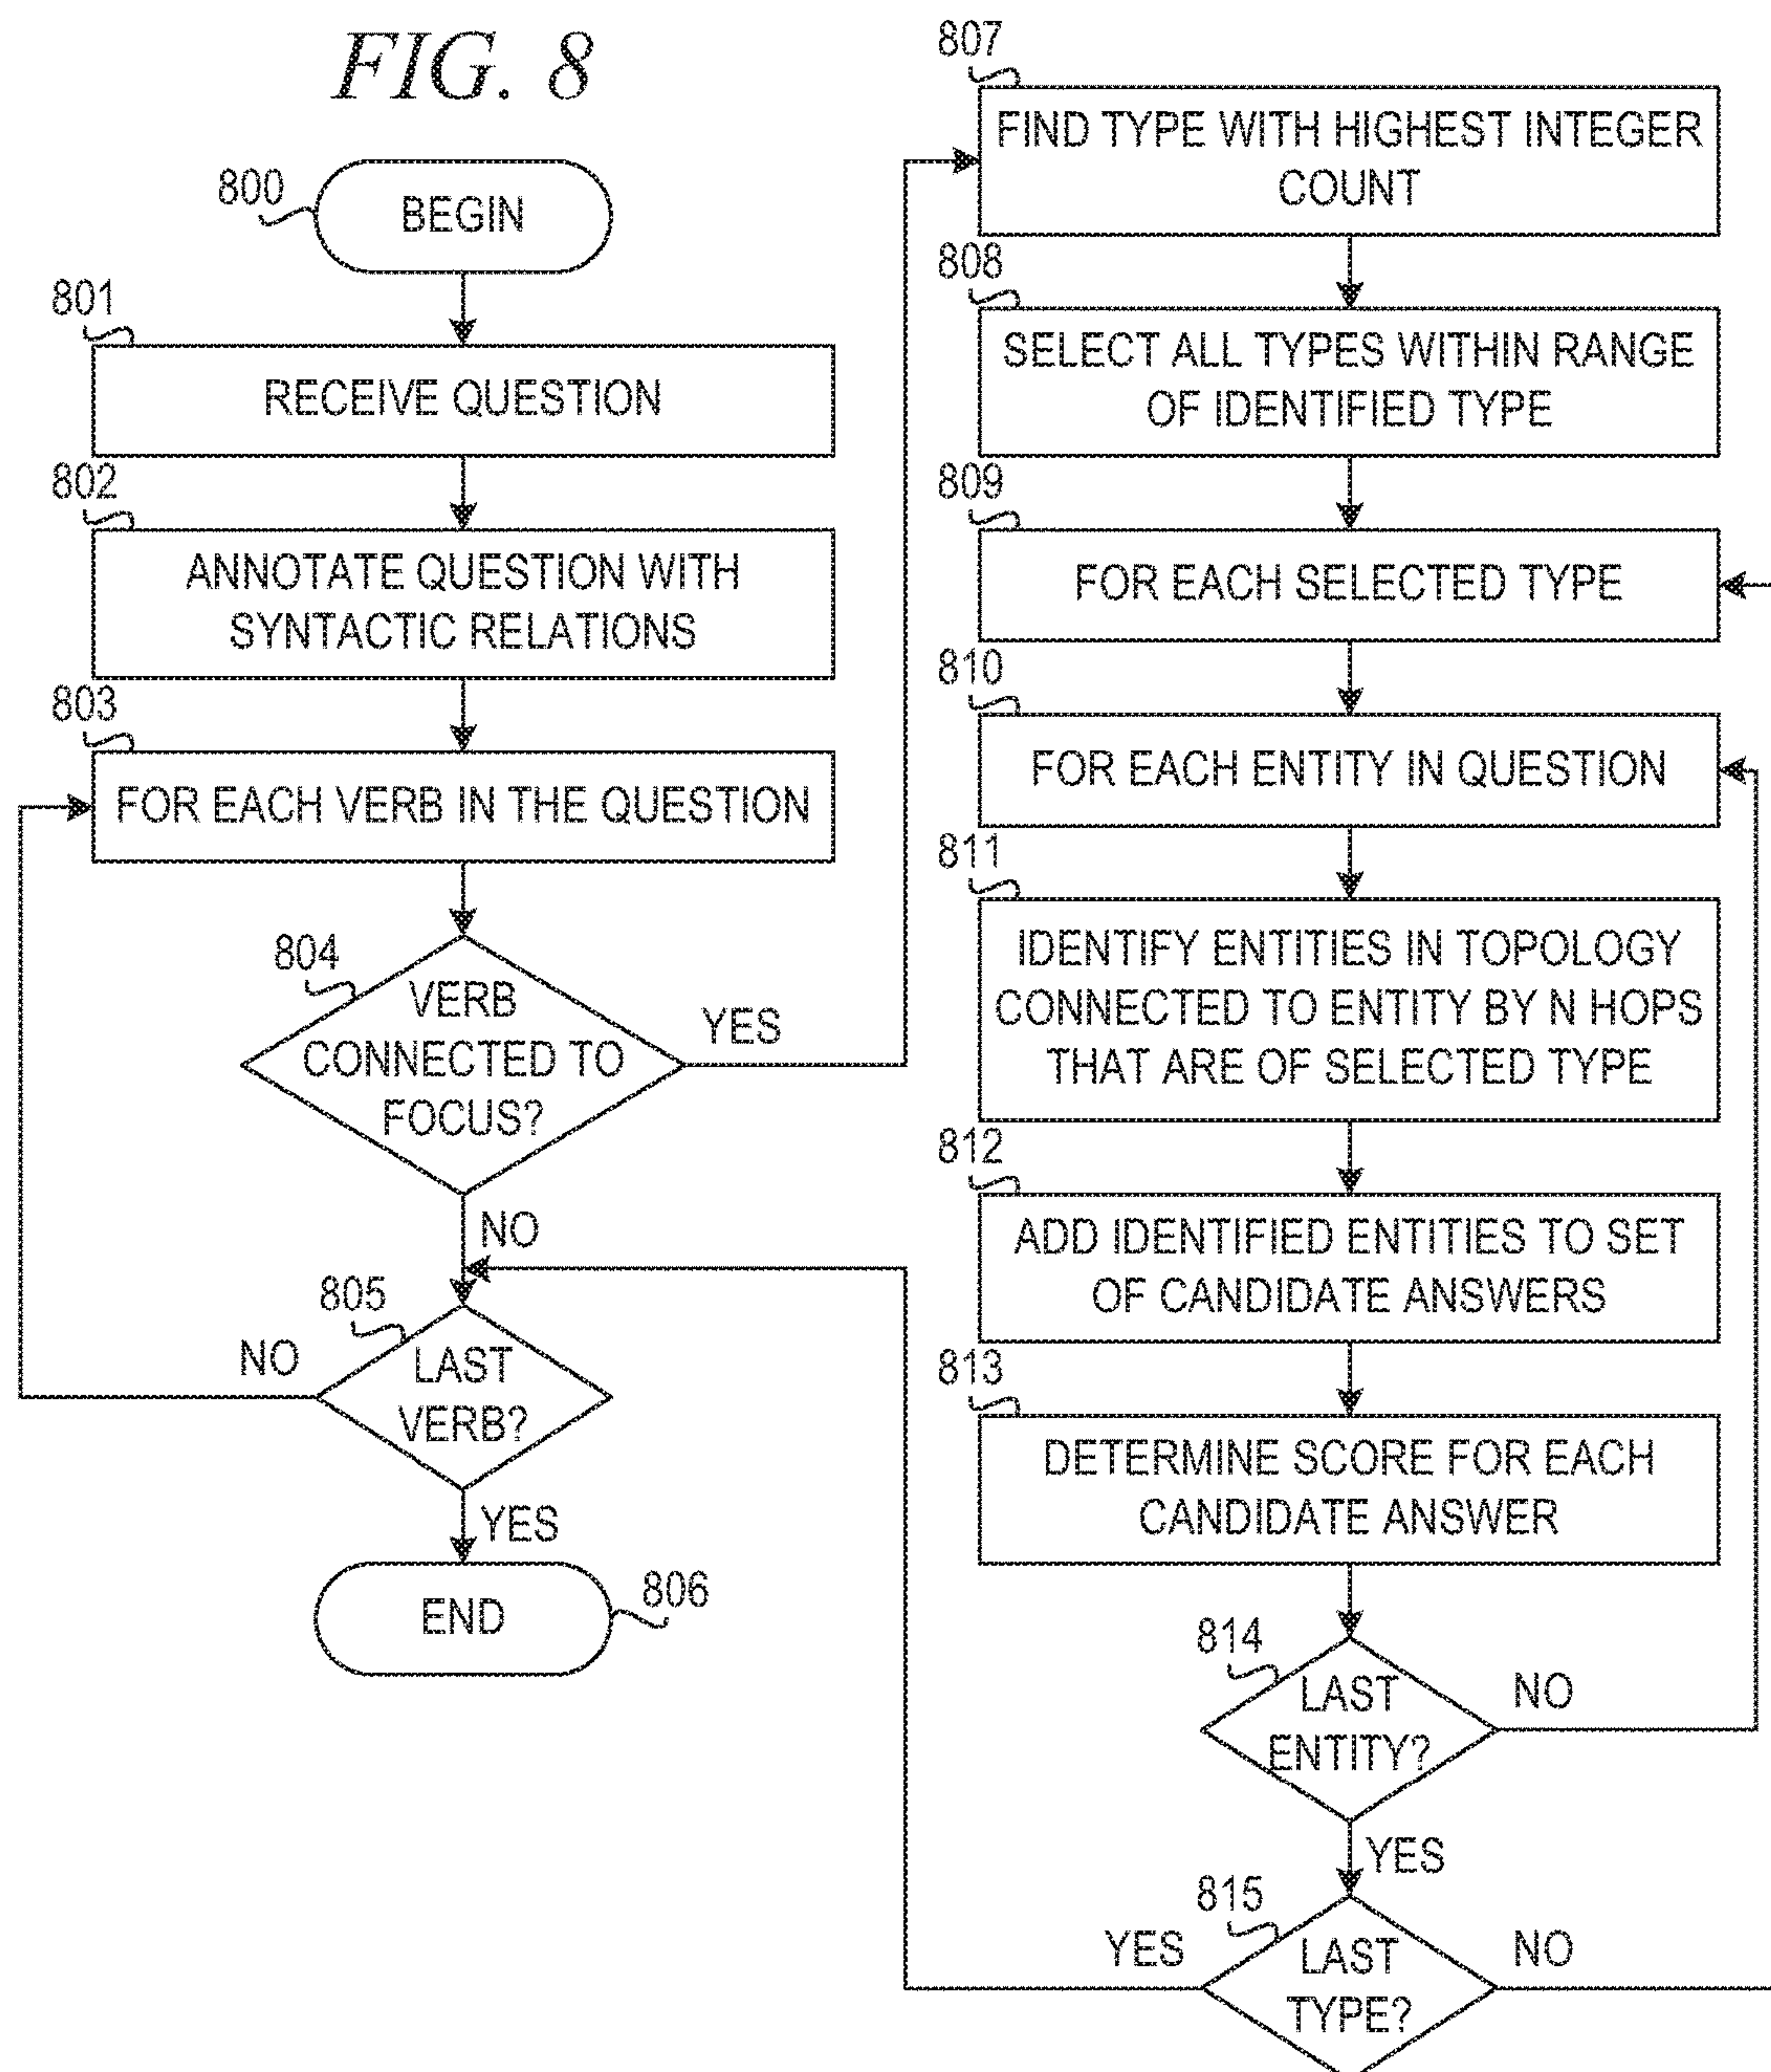 FIG. 8
800
BEGIN
801
RECEIVE QUESTION
802
ANNOTATE QUESTION WITH
SYNTACTIC RELATIONS
803
FOR EACH VERB IN THE QUESTION
804
VERB
CONNECTED TO
FOCUS?
YES
NO
805
LAST
VERB?
NO
YES
END
806
807
FIND TYPE WITH HIGHEST INTEGER
COUNT
808
SELECT ALL TYPES WITHIN RANGE
OF IDENTIFIED TYPE
809
FOR EACH SELECTED TYPE
810
FOR EACH ENTITY IN QUESTION
811
IDENTIFY ENTITIES IN TOPOLOGY
CONNECTED TO ENTITY BY N HOPS
THAT ARE OF SELECTED TYPE
812
ADD IDENTIFIED ENTITIES TO SET
OF CANDIDATE ANSWERS
813
DETERMINE SCORE FOR EACH
CANDIDATE ANSWER
814
LAST
ENTITY?
NO
YES
815
LAST
TYPE?
YES
NO